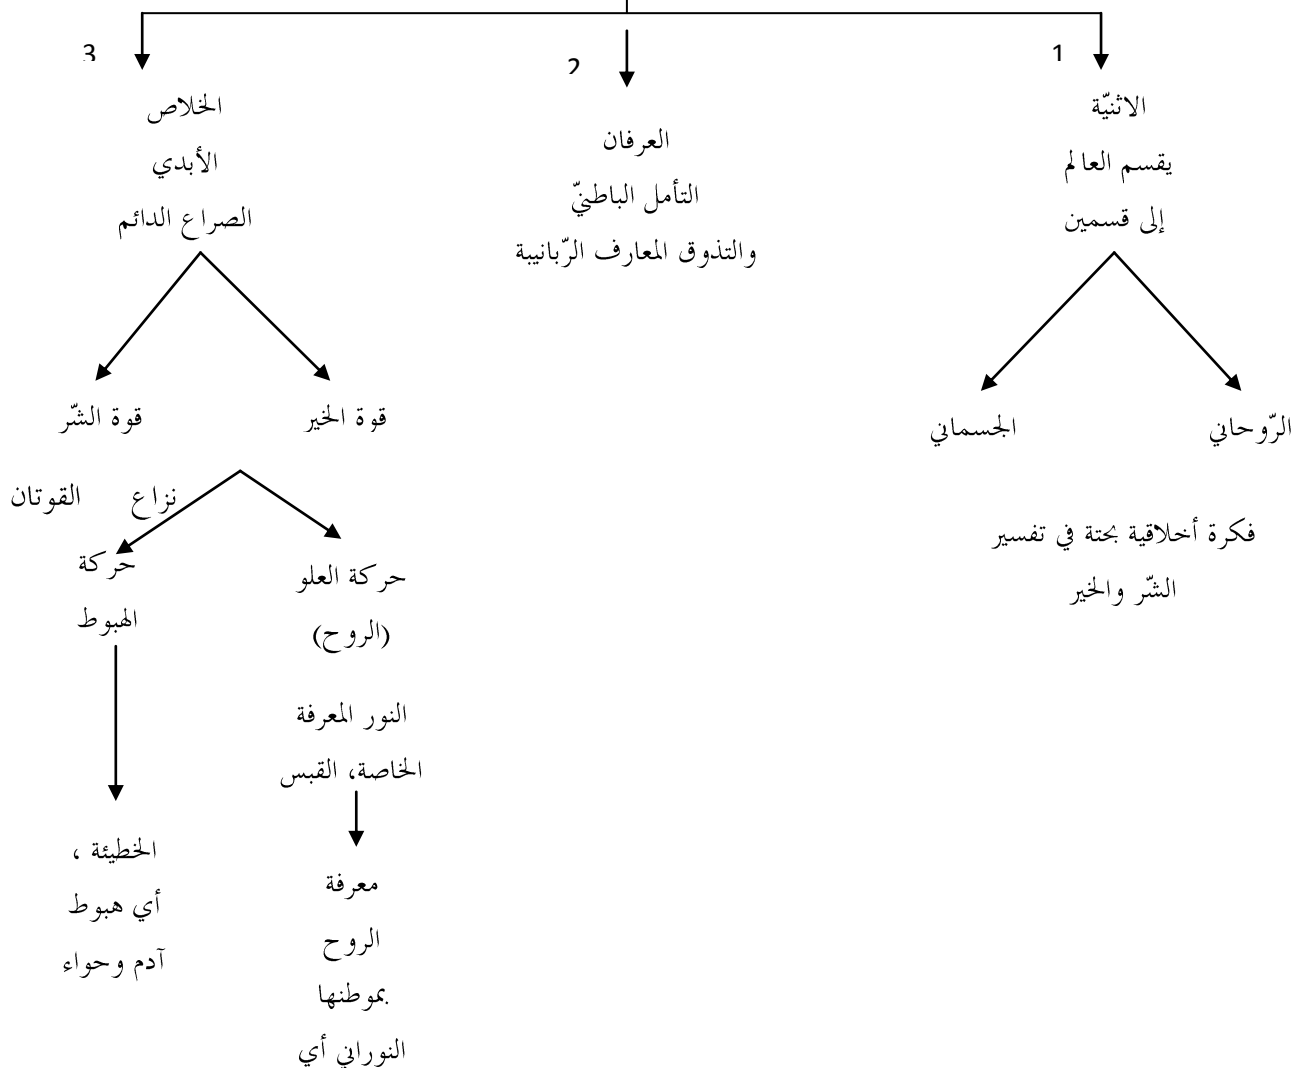 1
الاثنيّة
يقسم العالم
إلى قسمين
الرّوحاني
الجسماني
فكرة أخلاقية بحتة في تفسير
الشّر والخير
2
العرفان
التأمل الباطنيّ
والتذوق المعارف الرّبانيبة
3
الخلاص
الأبدي
الصراع الدائم
قوة الخير
قوة الشّر
نزاع القوتان
حركة العلو
(الروح)
النور المعرفة
الخاصة، القبس
معرفة
الروح
بموطنها
النوراني أي
حركة
الهبوط
الخطيئة ،
أي هبوط
آدم وحواء